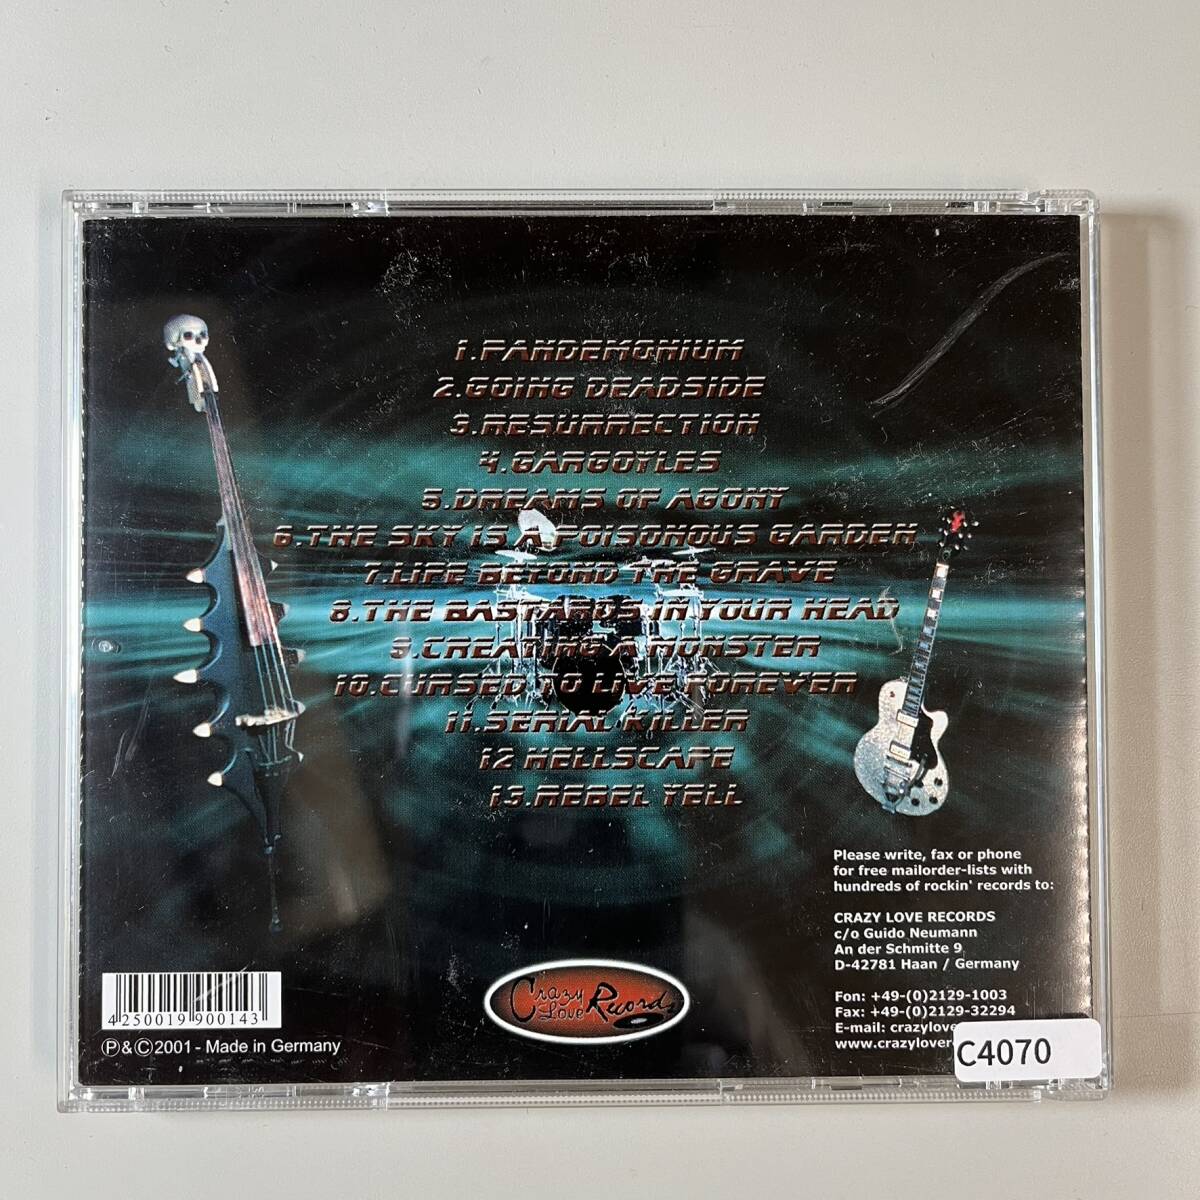 1.PANDEMONIUM
2.GOING DEADSIDE
3.RESURRECTION
4.GARGOYLES
5.DREAMS OF AGONY
6.THE SKY IS A POISONOUS GARDEN
7.LIFE BEYOND THE GRAVE
8.THE BASTARDS IN YOUR HEAD
9.CREATING A MONSTER
10.CURSED TO LIVE FOREVER
11.SERIAL KILLER
12 HELLSCAPE
13.REBEL YELL
Please write, fax or phone
for free mailorder-lists with
hundreds of rockin' records to:
CRAZY LOVE RECORDS
c/o Guido Neumann
An der Schmitte 9
D-42781 Haan / Germany
Fon: +49-(0)2129-1003
Fax: +49-(0)2129-32294
E-mail: crazylove
www.crazylove
C4070
Crazy Love Records
4 250019 900143
Ⓟ&Ⓒ2001 - Made in Germany